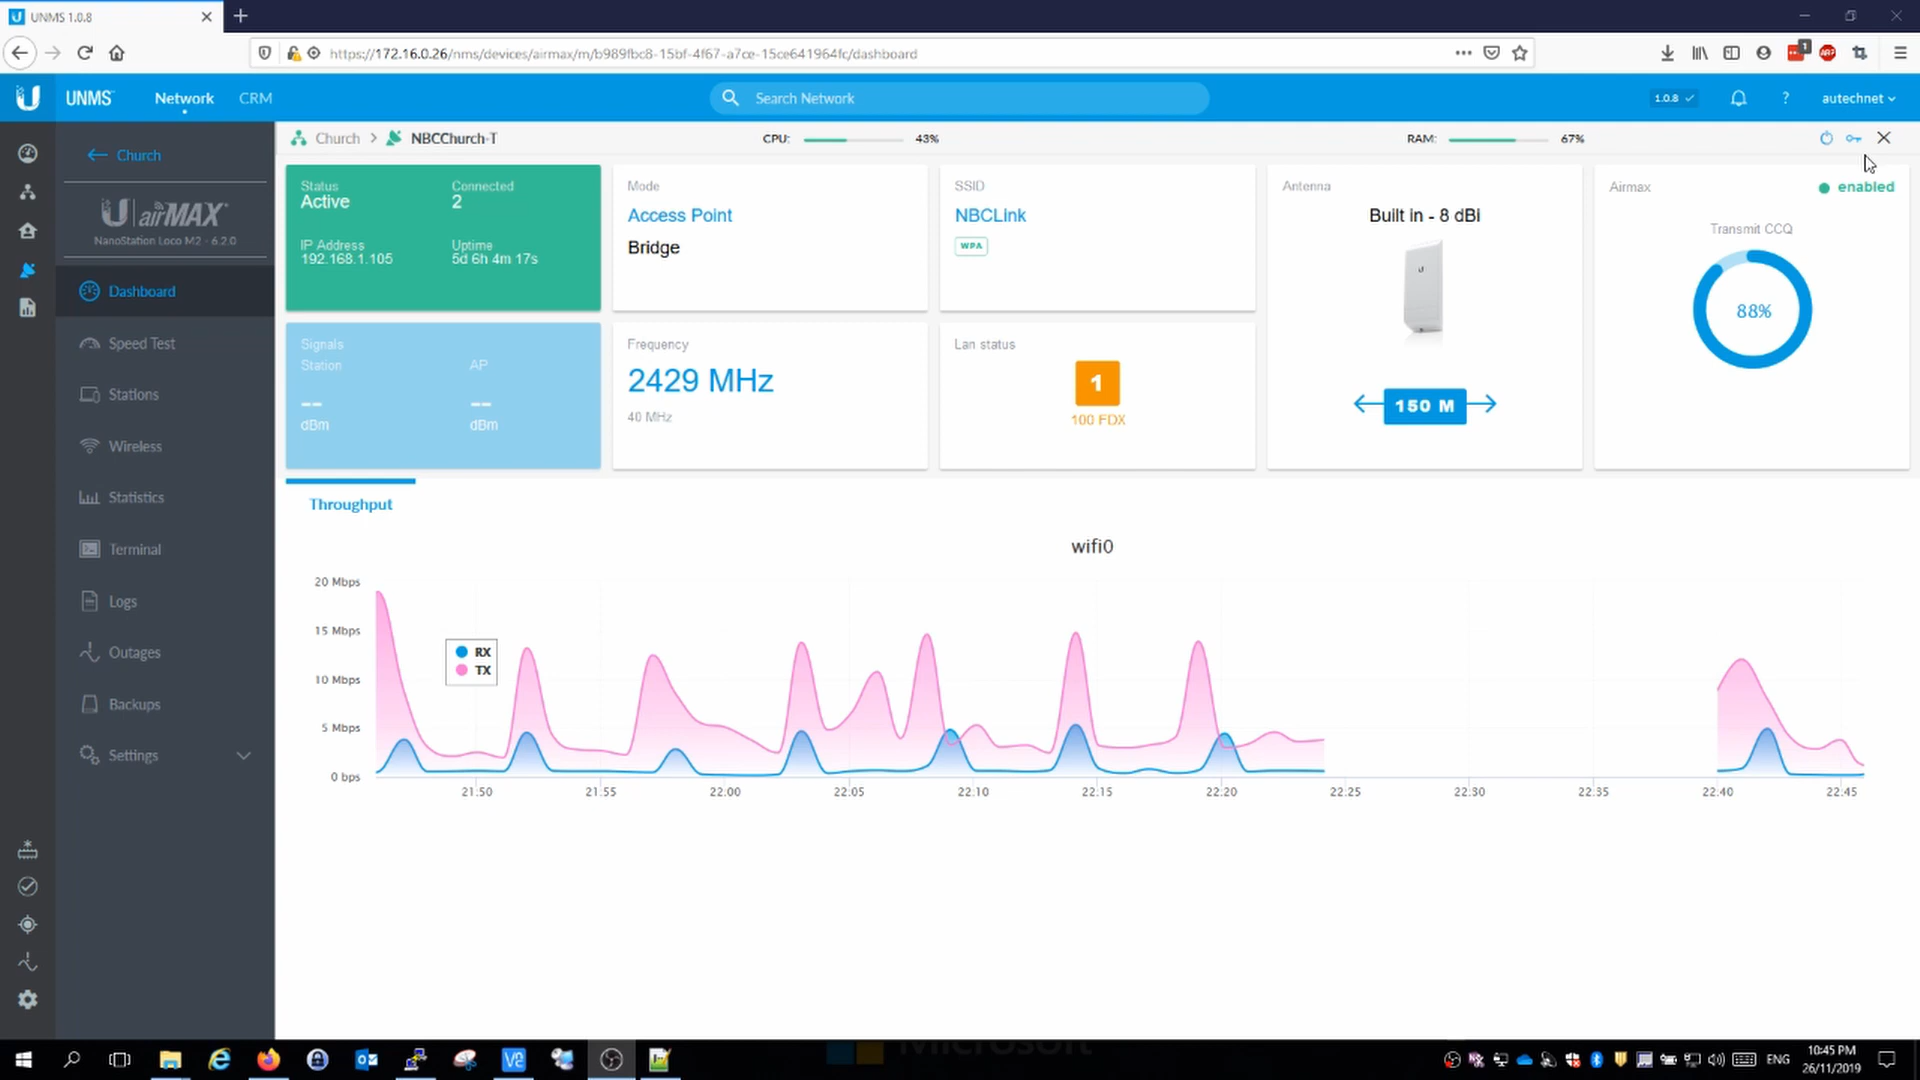 UNMS 1.0.8
https://172.16.0.26/nms/devices/airmax/m/b989fbc8-15bf-4f67-a7ce-15ce641964fc/dashboard
1
ABP
UNMS
Network
CRM
Search Network
1.0.8
?
autechnet
Church
Church > NBCChurch-T
CPU: 43%
RAM: 67%
airMAX
NanoStation Loco M2 - 6.2.0
Dashboard
Speed Test
Stations
Wireless
Statistics
Terminal
Logs
Outages
Backups
Settings
Status
Active
Connected
2
IP Address
192.168.1.105
Uptime
5d 6h 4m 17s
Mode
Access Point
Bridge
SSID
NBCLink
WPA
Antenna
Built in - 8 dBi
150 M
Airmax
enabled
Transmit CCQ
88%
Signals
Station
--
dBm
AP
--
dBm
Frequency
2429 MHz
40 MHz
Lan status
1
100 FDX
Throughput
wifi0
20 Mbps
15 Mbps
10 Mbps
5 Mbps
0 bps
RX
TX
21:50 21:55 22:00 22:05 22:10 22:15 22:20 22:25 22:30 22:35 22:40 22:45
Microsoft
ENG
10:45 PM
26/11/2019